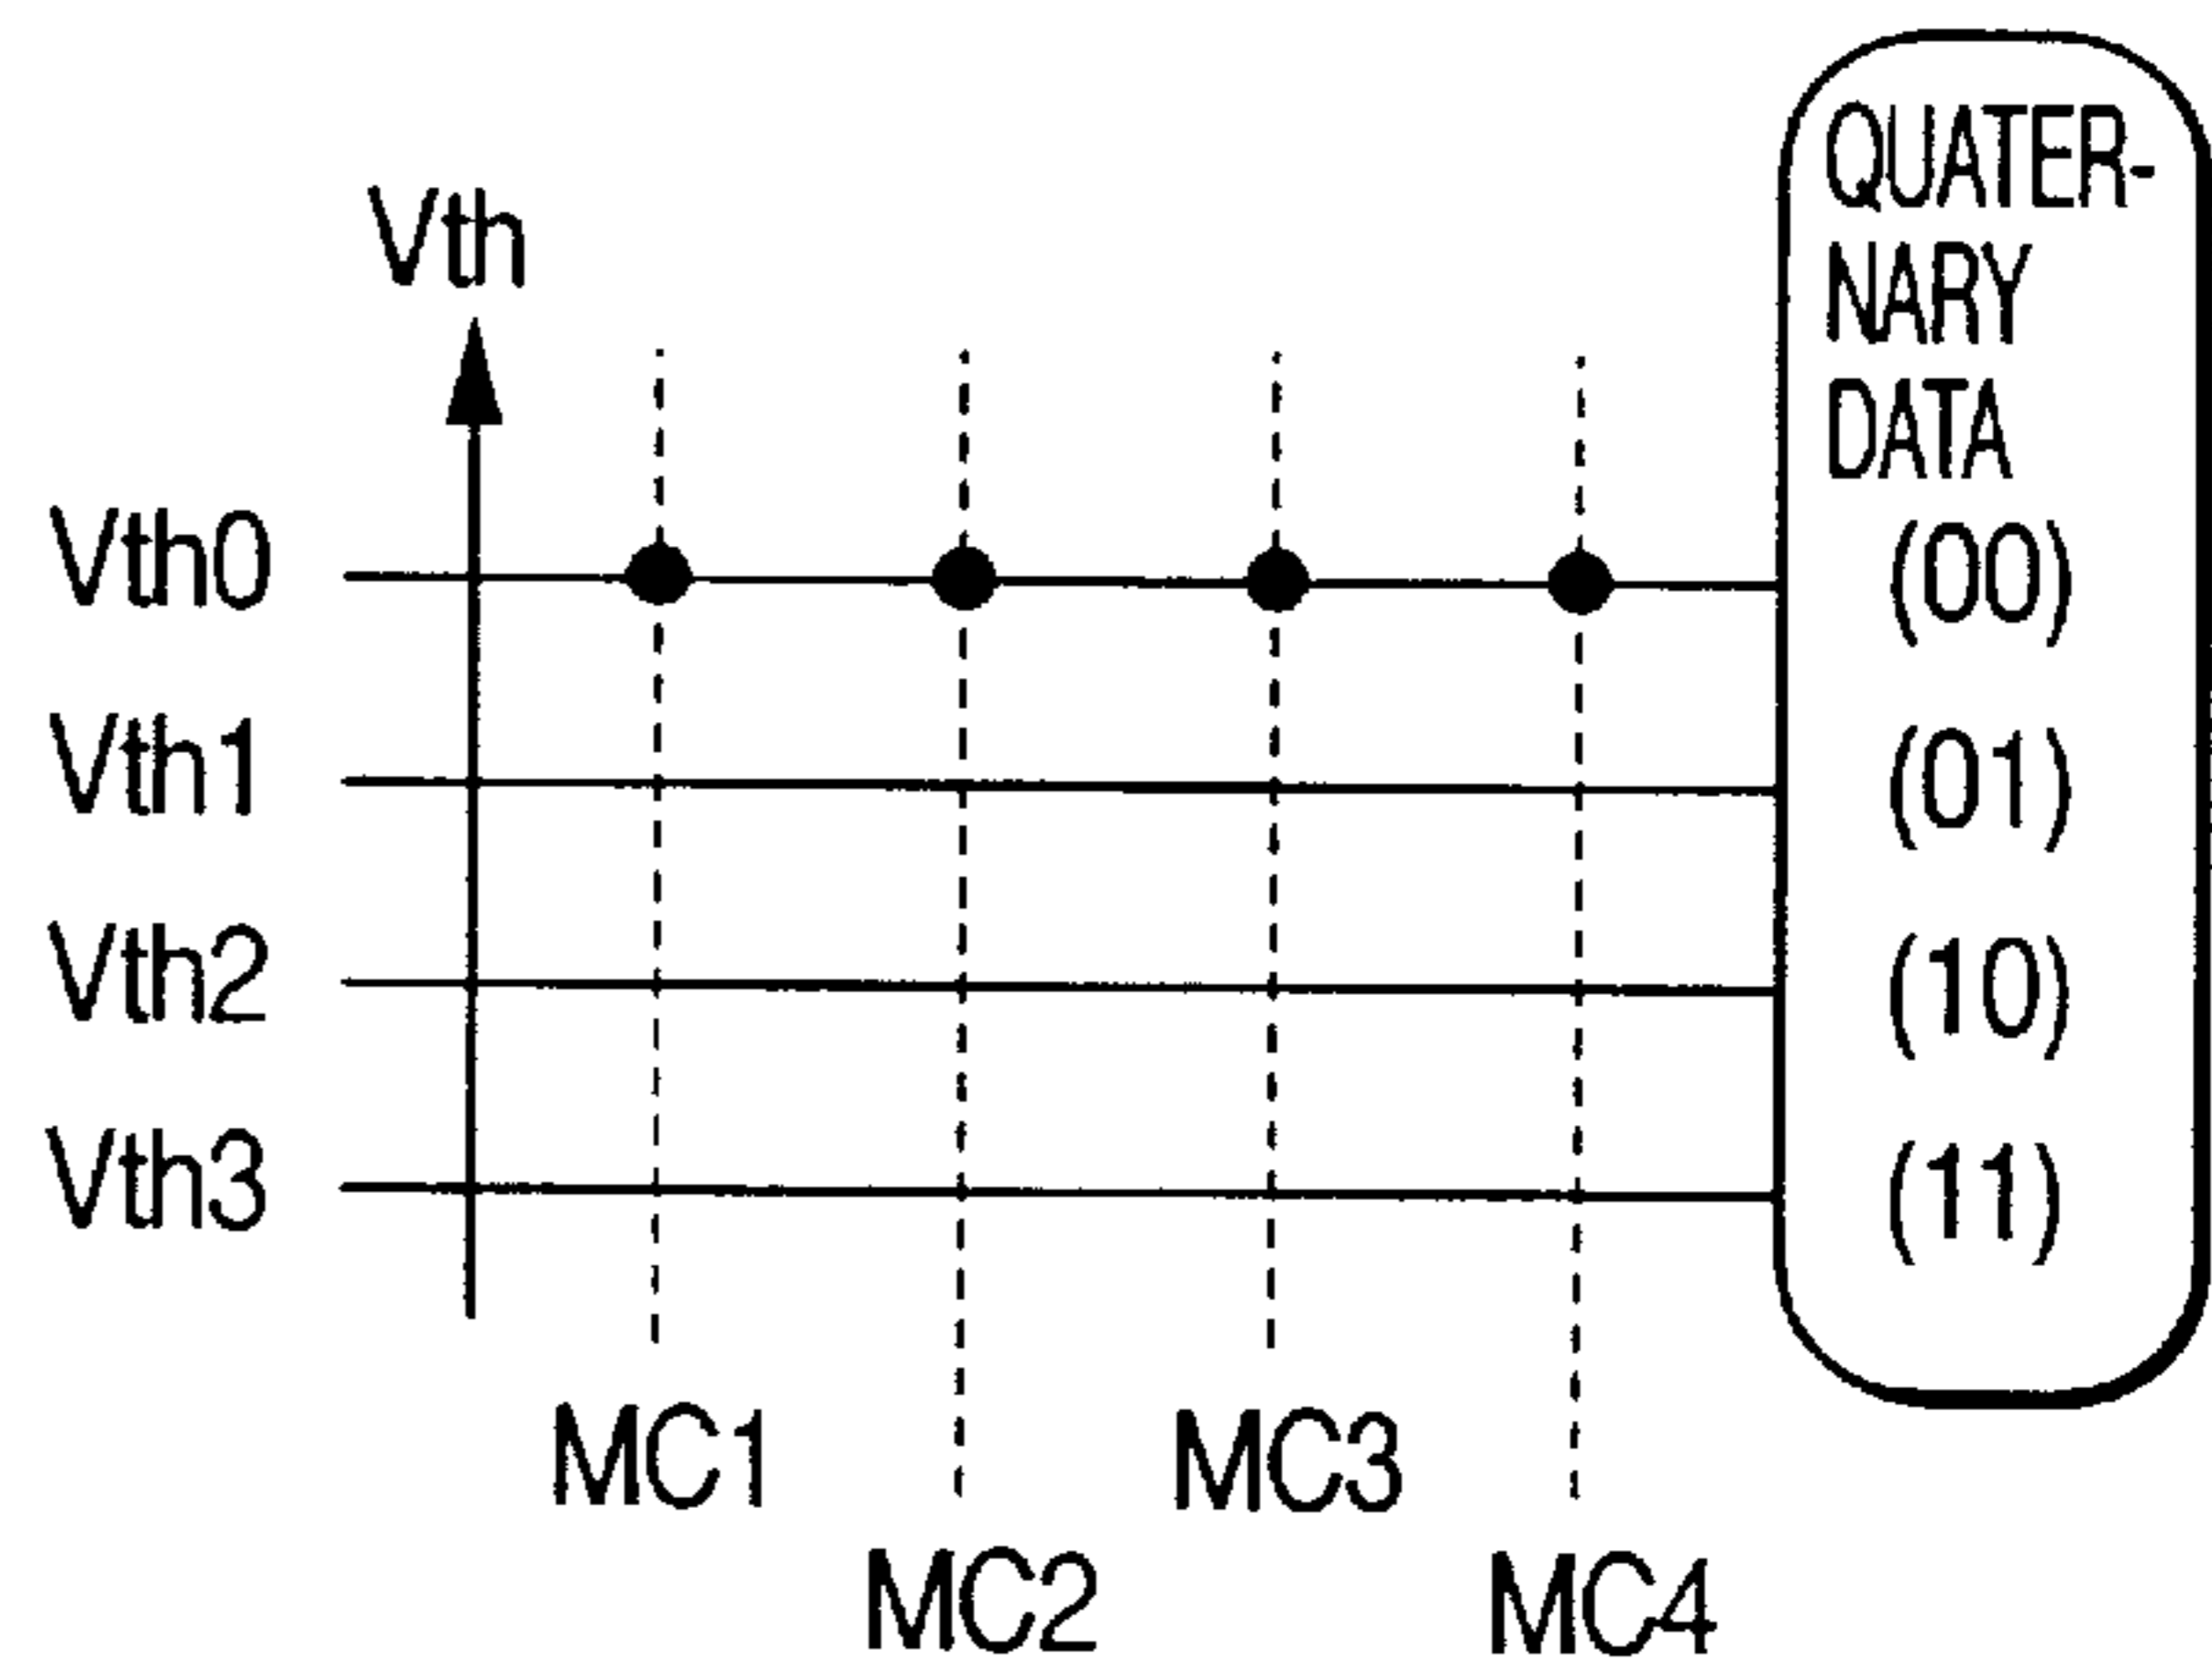 QUATER-
NARY
DATA
Vth
Vth0
(00)
Vth1
(01)
Vth2
(10)
Vth3
(11)
MC1
MC3
MC2
MC4